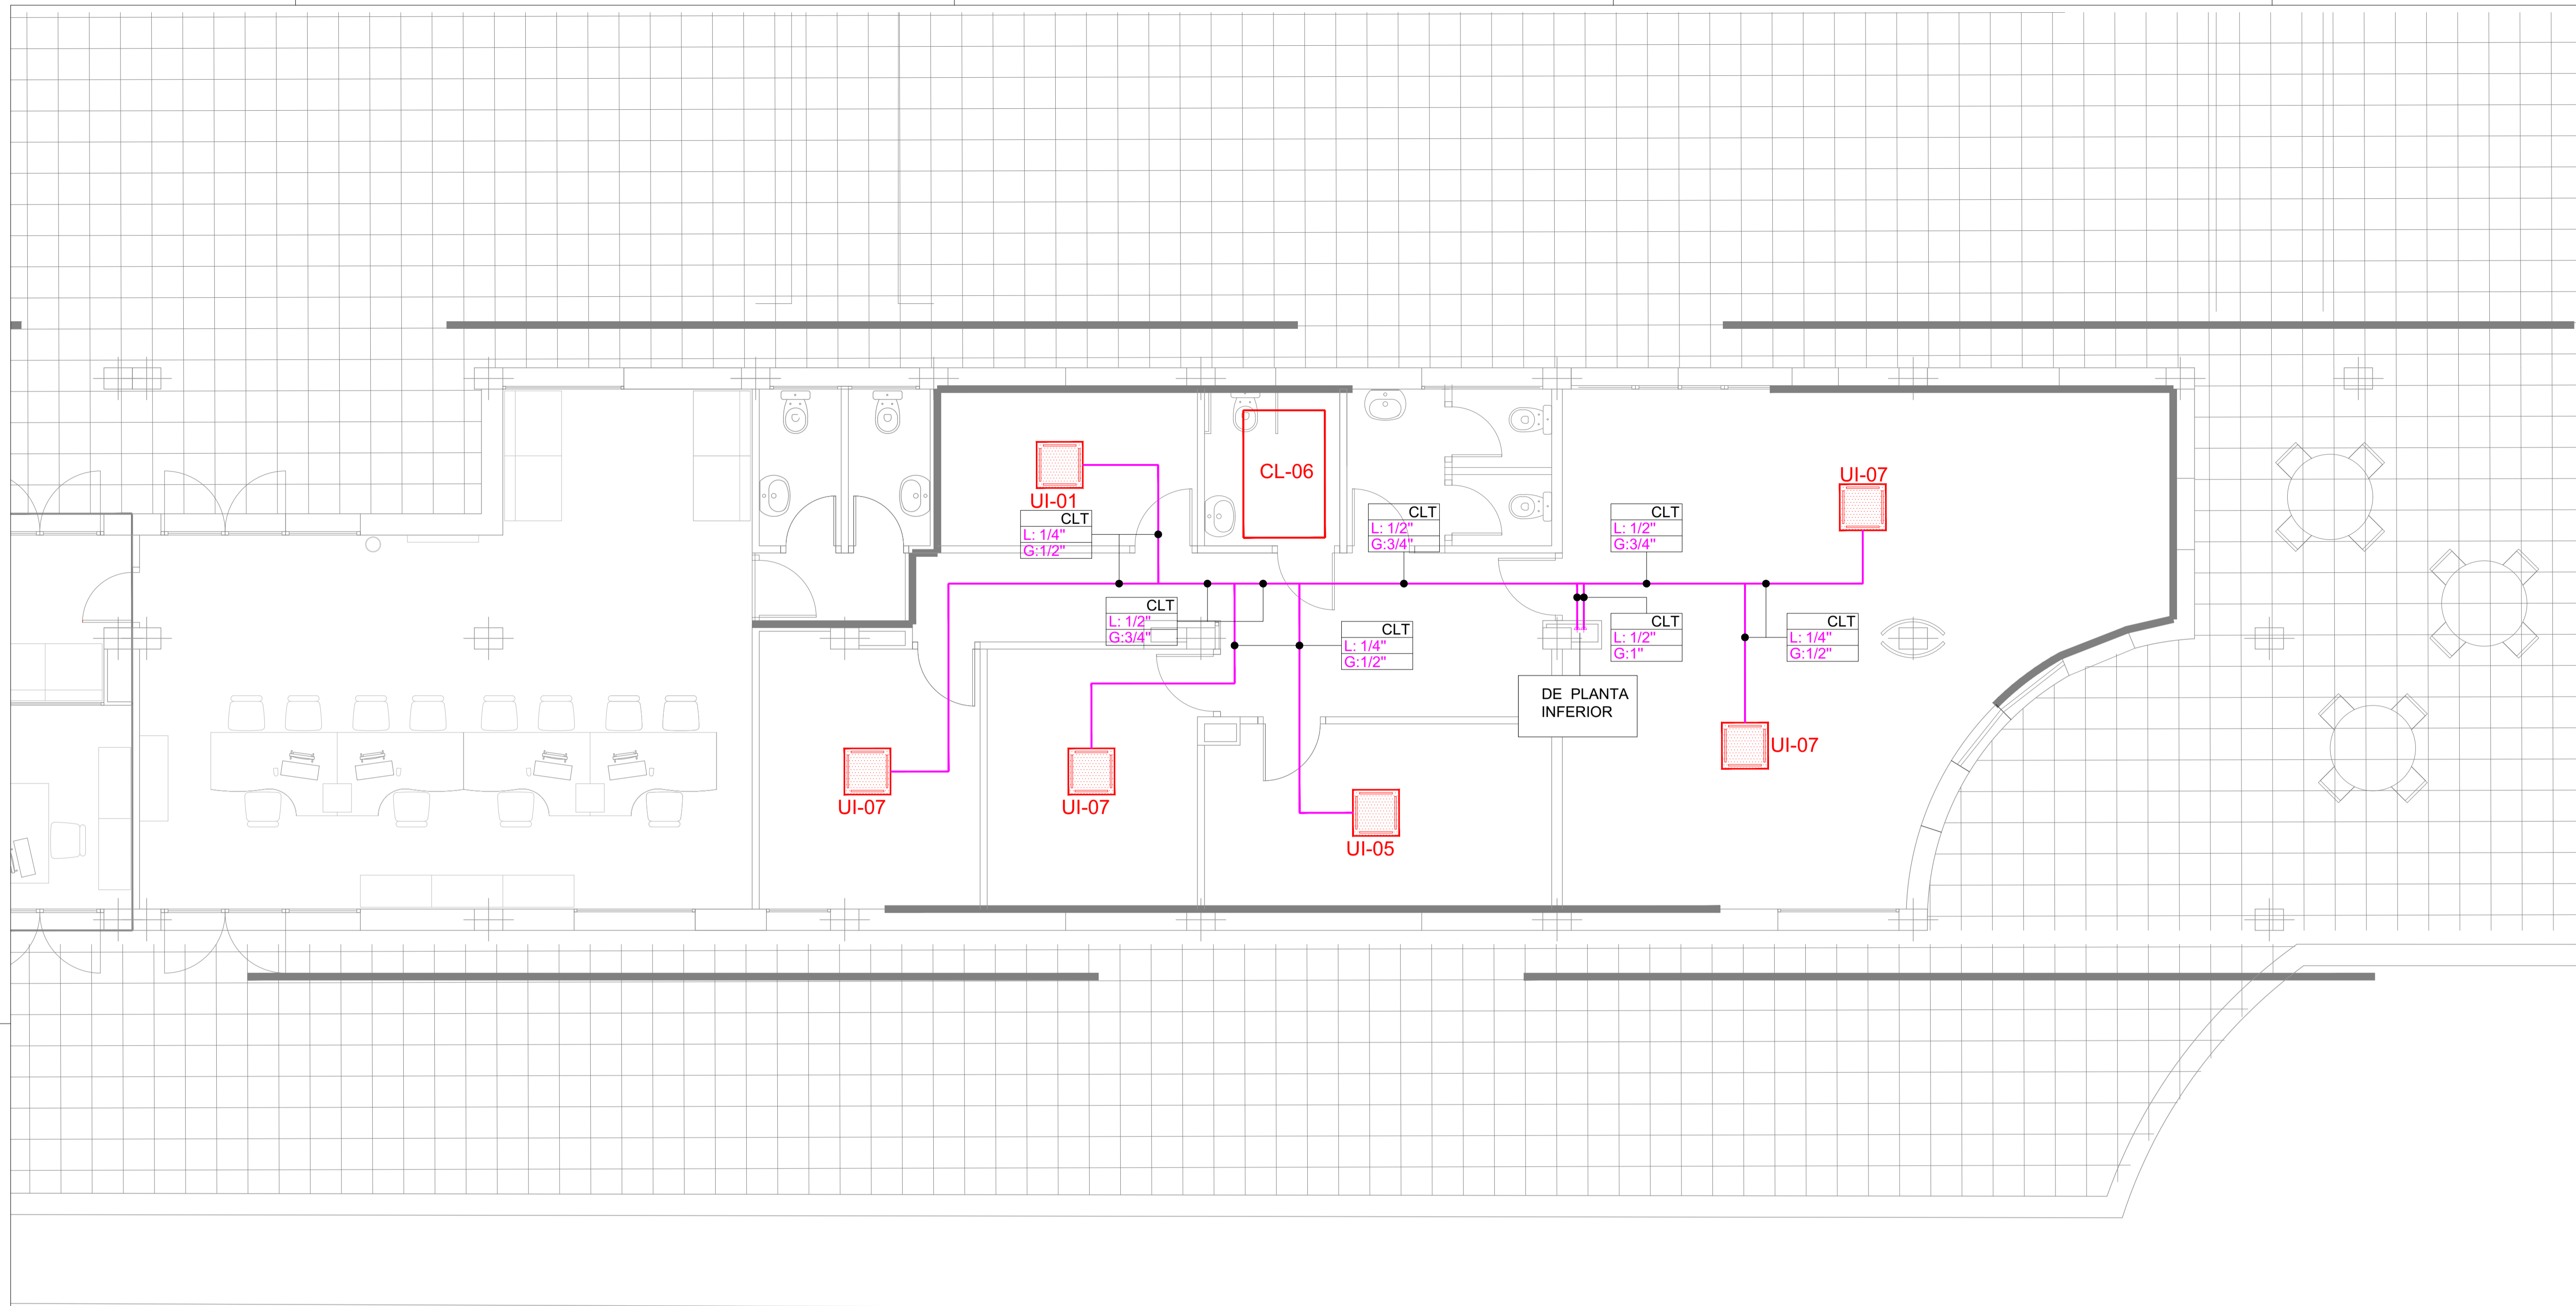 CL-06
UI-07
UI-01
CLT
L: 1/2"
G:3/4"
CLT
L: 1/2"
G:3/4"
CLT
L: 1/4"
G:1/2"
CLT
L: 1/2"
G:3/4"
CLT
L: 1/4"
G:1/2"
CLT
L: 1/2"
G:1"
CLT
L: 1/4"
G:1/2"
DE PLANTA
INFERIOR
UI-07
UI-07
UI-07
UI-05